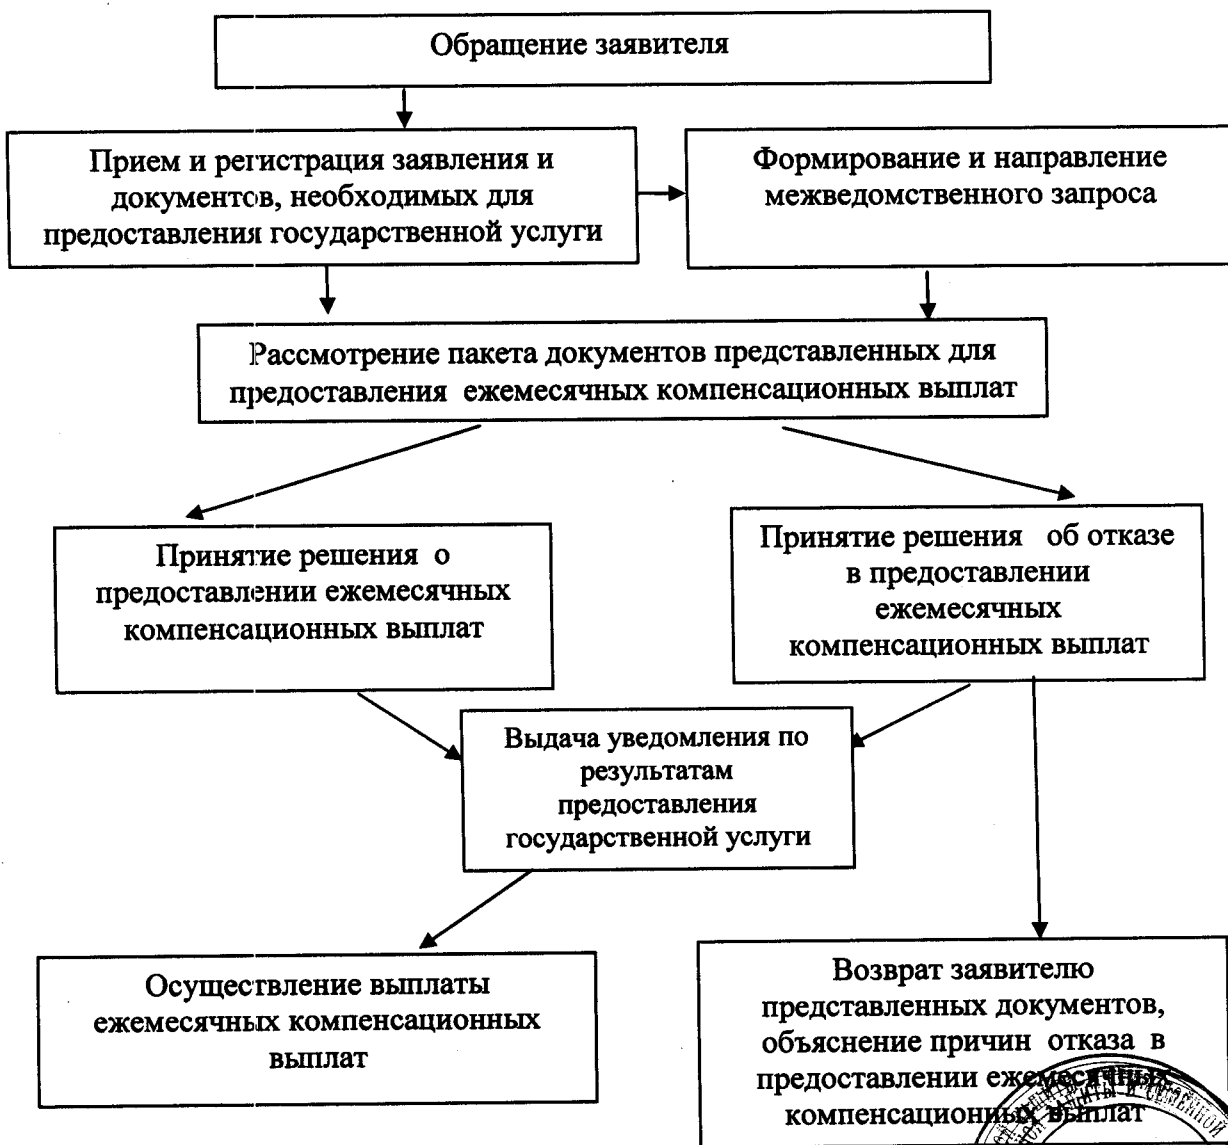 Обращение заявителя
Прием и регистрация заявления и
документов, необходимых для
предоставления государственной услуги
Формирование и направление
межведомственного запроса
Рассмотрение пакета документов представленных для
предоставления ежемесячных компенсационных выплат
Принятие решения о
предоставлении ежемесячных
компенсационных выплат
Принятие решения об отказе
в предоставлении
ежемесячных
компенсационных выплат
Выдача уведомления по
результатам
предоставления
государственной услуги
Осуществление выплаты
ежемесячных компенсационных
выплат
Возврат заявителю
представленных документов,
объяснение причин отказа в
предоставлении ежемесячных
компенсационных выплат